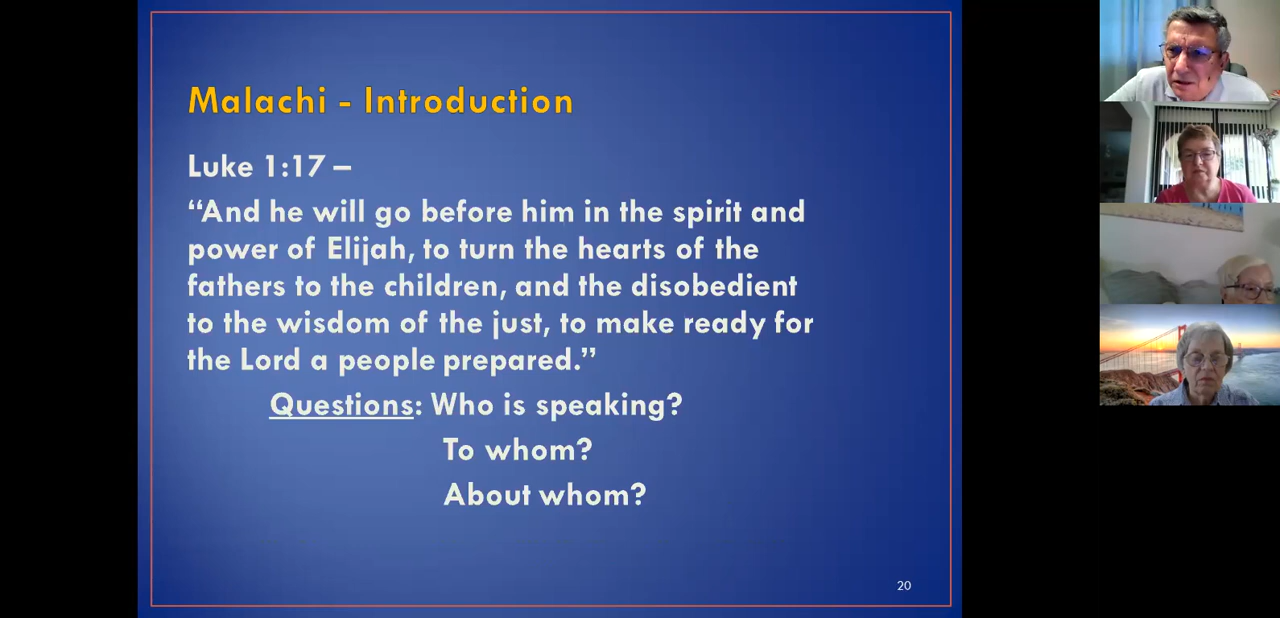 Malachi - Introduction
Luke 1:17 –
“And he will go before him in the spirit and
power of Elijah, to turn the hearts of the
fathers to the children, and the disobedient
to the wisdom of the just, to make ready for
the Lord a people prepared.”
Questions: Who is speaking?
To whom?
About whom?
20